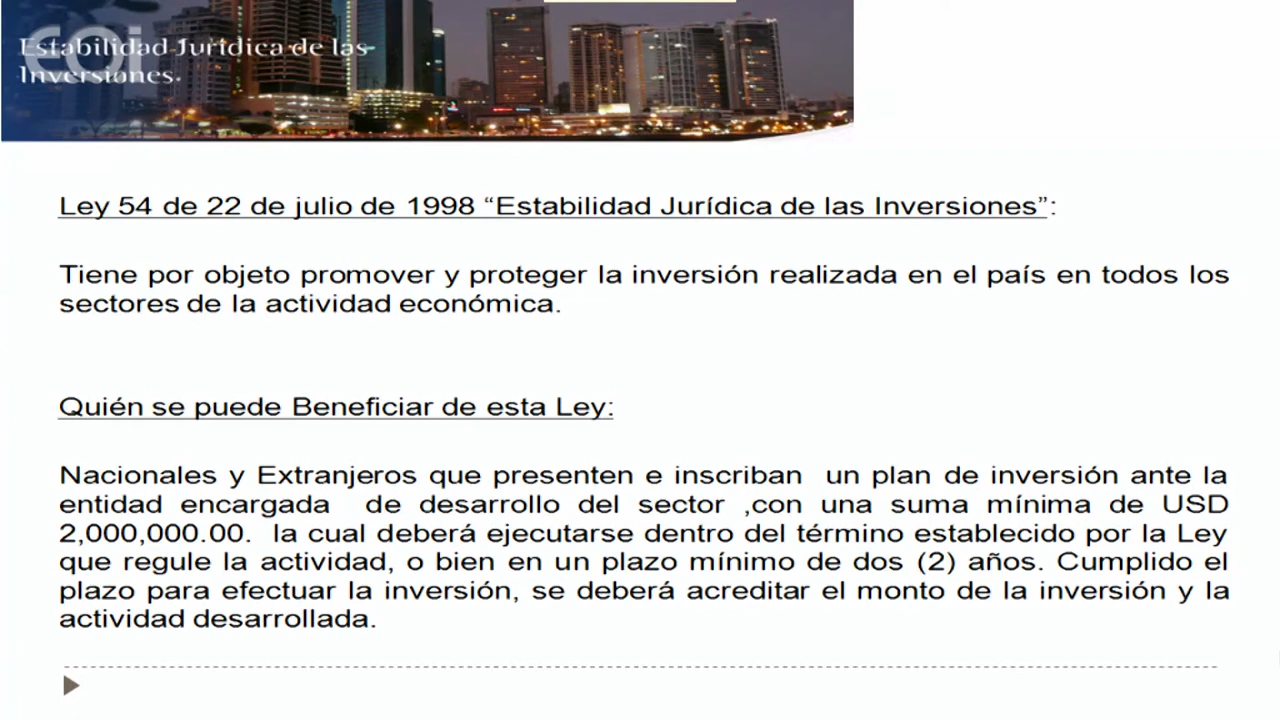 Estabilidad Jurídica de las
Inversiones.
eoi
Ley 54 de 22 de julio de 1998 “Estabilidad Jurídica de las Inversiones”:
Tiene por objeto promover y proteger la inversión realizada en el país en todos los
sectores de la actividad económica.
Quién se puede Beneficiar de esta Ley:
Nacionales y Extranjeros que presenten e inscriban un plan de inversión ante la
entidad encargada de desarrollo del sector ,con una suma mínima de USD
2,000,000.00. la cual deberá ejecutarse dentro del término establecido por la Ley
que regule la actividad, o bien en un plazo mínimo de dos (2) años. Cumplido el
plazo para efectuar la inversión, se deberá acreditar el monto de la inversión y la
actividad desarrollada.